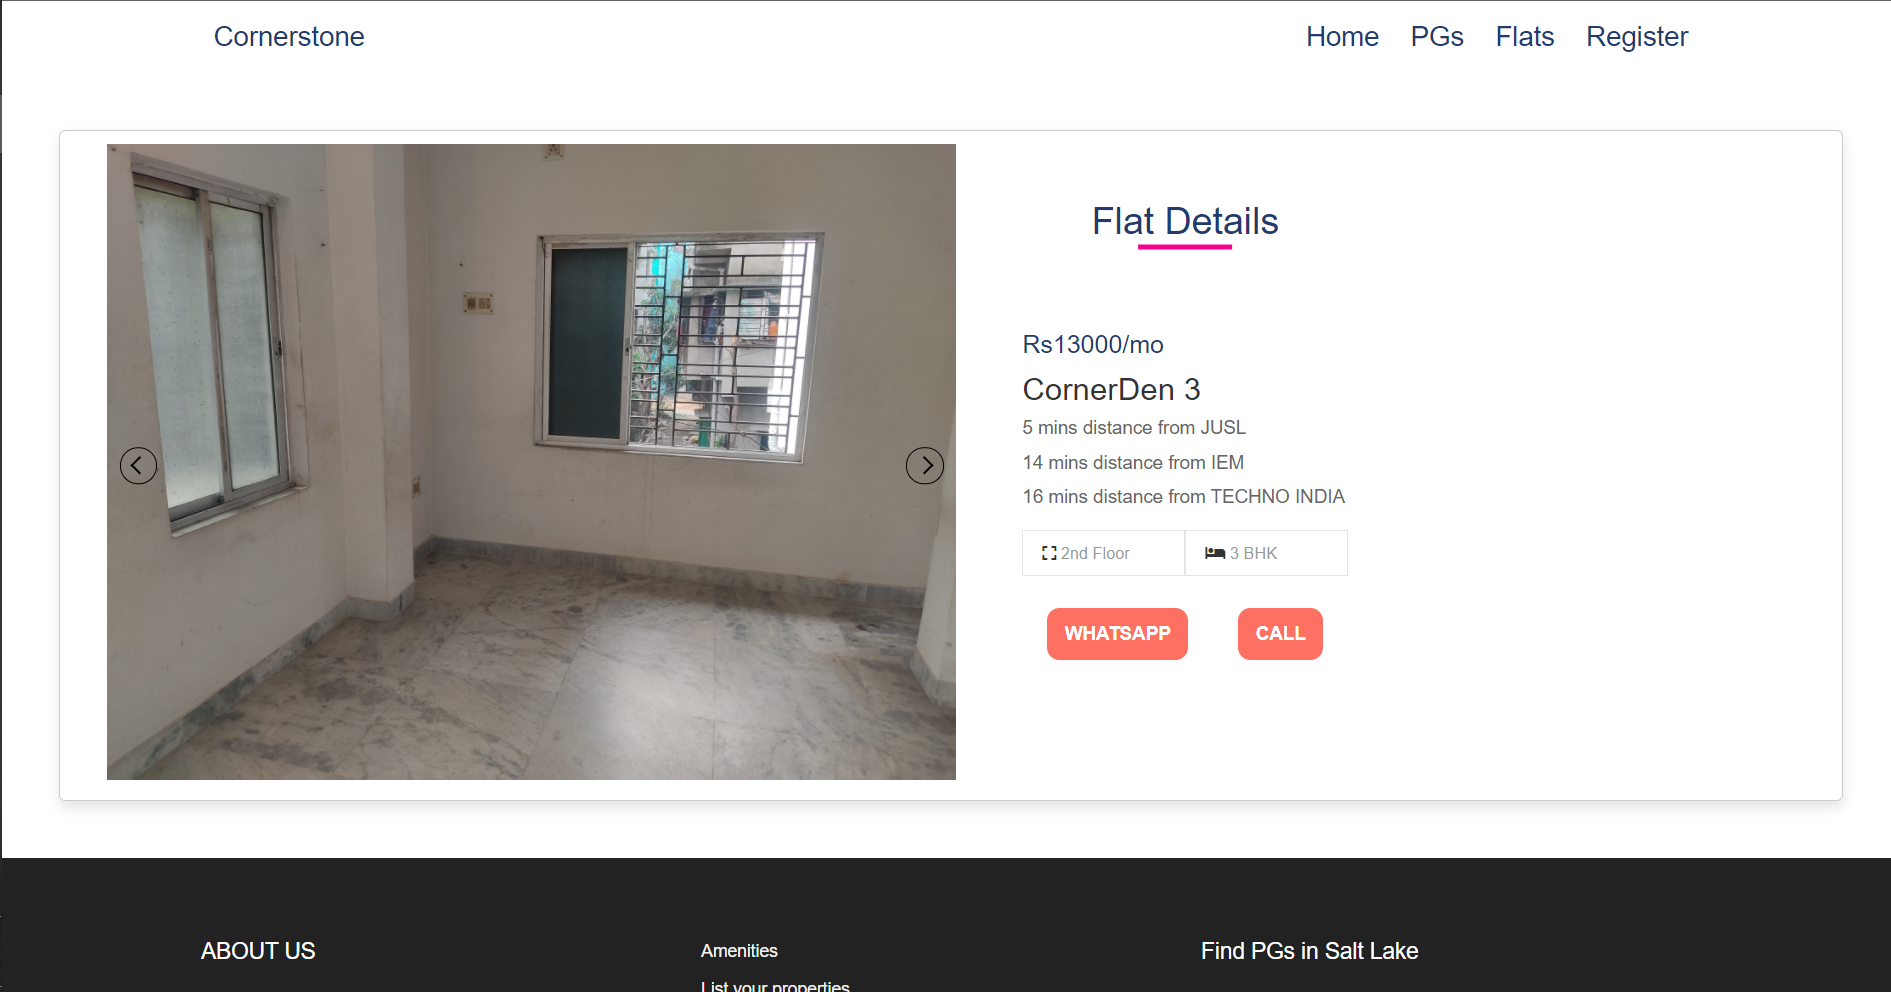 Cornerstone
Home PGs Flats Register
Flat Details
Rs13000/mo
CornerDen 3
5 mins distance from JUSL
14 mins distance from IEM
16 mins distance from TECHNO INDIA
2nd Floor 3 BHK
WHATSAPP CALL
ABOUT US Amenities Find PGs in Salt Lake
List your properties